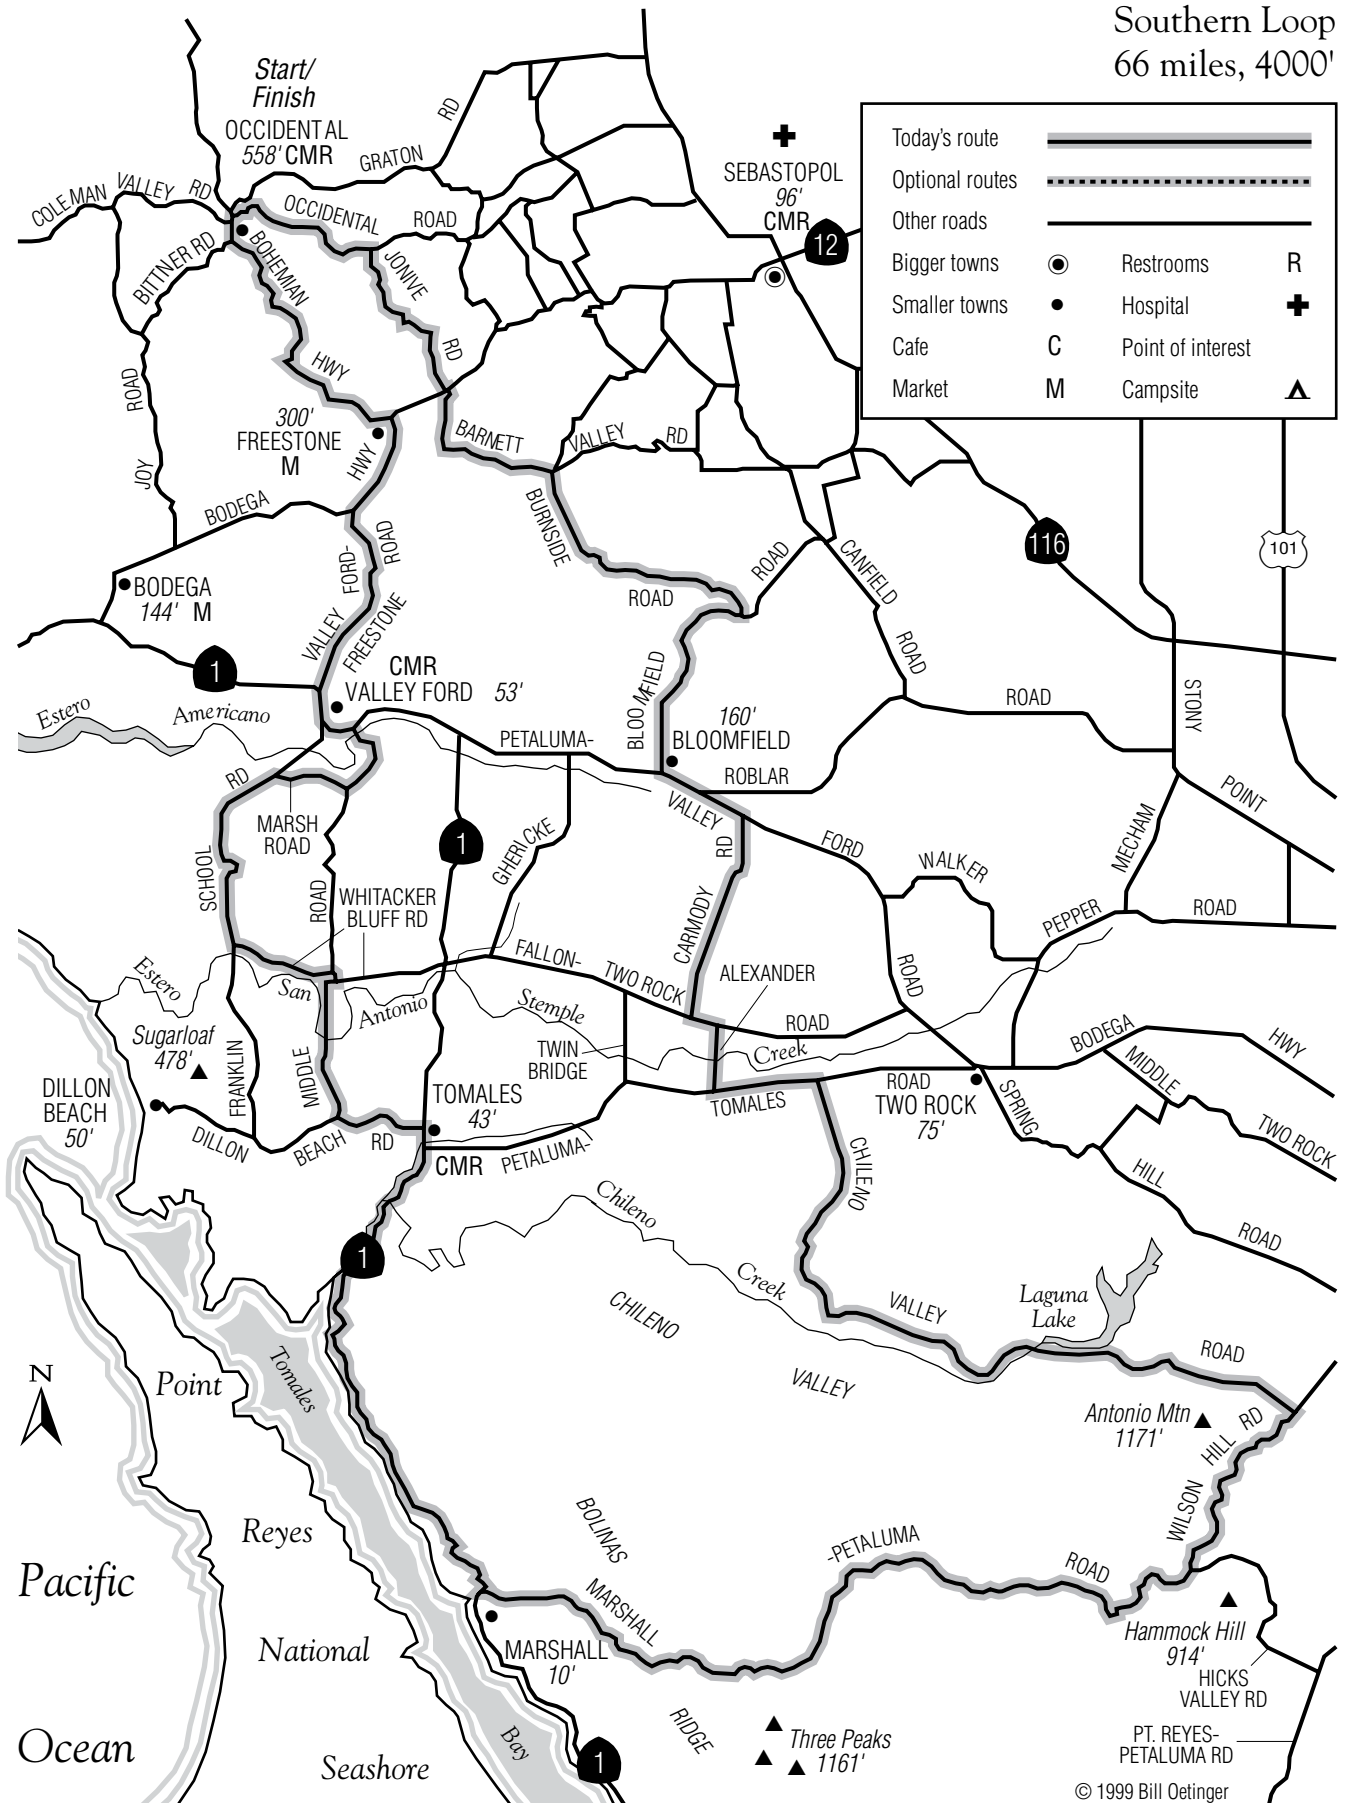 Southern Loop
66 miles, 4000'
Start/
Finish
OCCIDENTAL
558' CMR
GRATON
RD
SEBASTOPOL
96'
CMR
12
Today's route
Optional routes
Other roads
Bigger towns
Restrooms
R
Smaller towns
Hospital
Cafe
C
Point of interest
Market
M
Campsite
COLEMAN VALLEY RD
OCCIDENTAL ROAD
BITTNER RD
BOHEMIAN
HWY
JONIVE
RD
ROAD
JOY
300'
FREESTONE
M
HWY
BARNETT VALLEY RD
BODEGA
BURNSIDE
ROAD
ROAD
CANFIELD
ROAD
116
101
BODEGA
144' M
VALLEY FORD-
FREESTONE ROAD
1
CMR
VALLEY FORD 53'
Estero Americano
BLOOMFIELD
160'
BLOOMFIELD
ROAD
STONY
POINT
PETALUMA-
ROBLAR
VALLEY
FORD
RD
MARSH
ROAD
1
GHERICKE
RD
CARMODY
WALKER
MECHAM
PEPPER
ROAD
SCHOOL
ROAD
WHITACKER
BLUFF RD
FALLON-
TWO ROCK
ALEXANDER
ROAD
ROAD
Estero
San
Antonio
Stemple
Creek
Sugarloaf
478'
TWIN
BRIDGE
BODEGA
HWY
MIDDLE
TWO ROCK
DILLON
BEACH
50'
FRANKLIN
MIDDLE
TOMALES
43'
TOMALES
ROAD
TWO ROCK
75'
SPRING
HILL
ROAD
DILLON
BEACH
RD
CMR
PETALUMA-
CHILENO
Chileno
Creek
1
CHILENO
VALLEY
VALLEY
Laguna
Lake
ROAD
N
Point
Tomales
Antonio Mtn
1171'
HILL RD
WILSON
Reyes
BOLINAS
-PETALUMA
ROAD
Pacific
MARSHALL
Hammock Hill
914'
National
MARSHALL
10'
HICKS
VALLEY RD
RIDGE
Three Peaks
1161'
PT. REYES-
PETALUMA RD
Ocean
Bay
Seashore
1
© 1999 Bill Oetinger